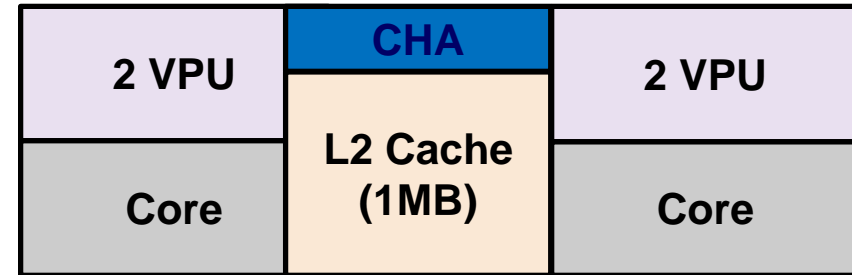 2 VPU
CHA
2 VPU
L2 Cache
(1MB)
Core
Core